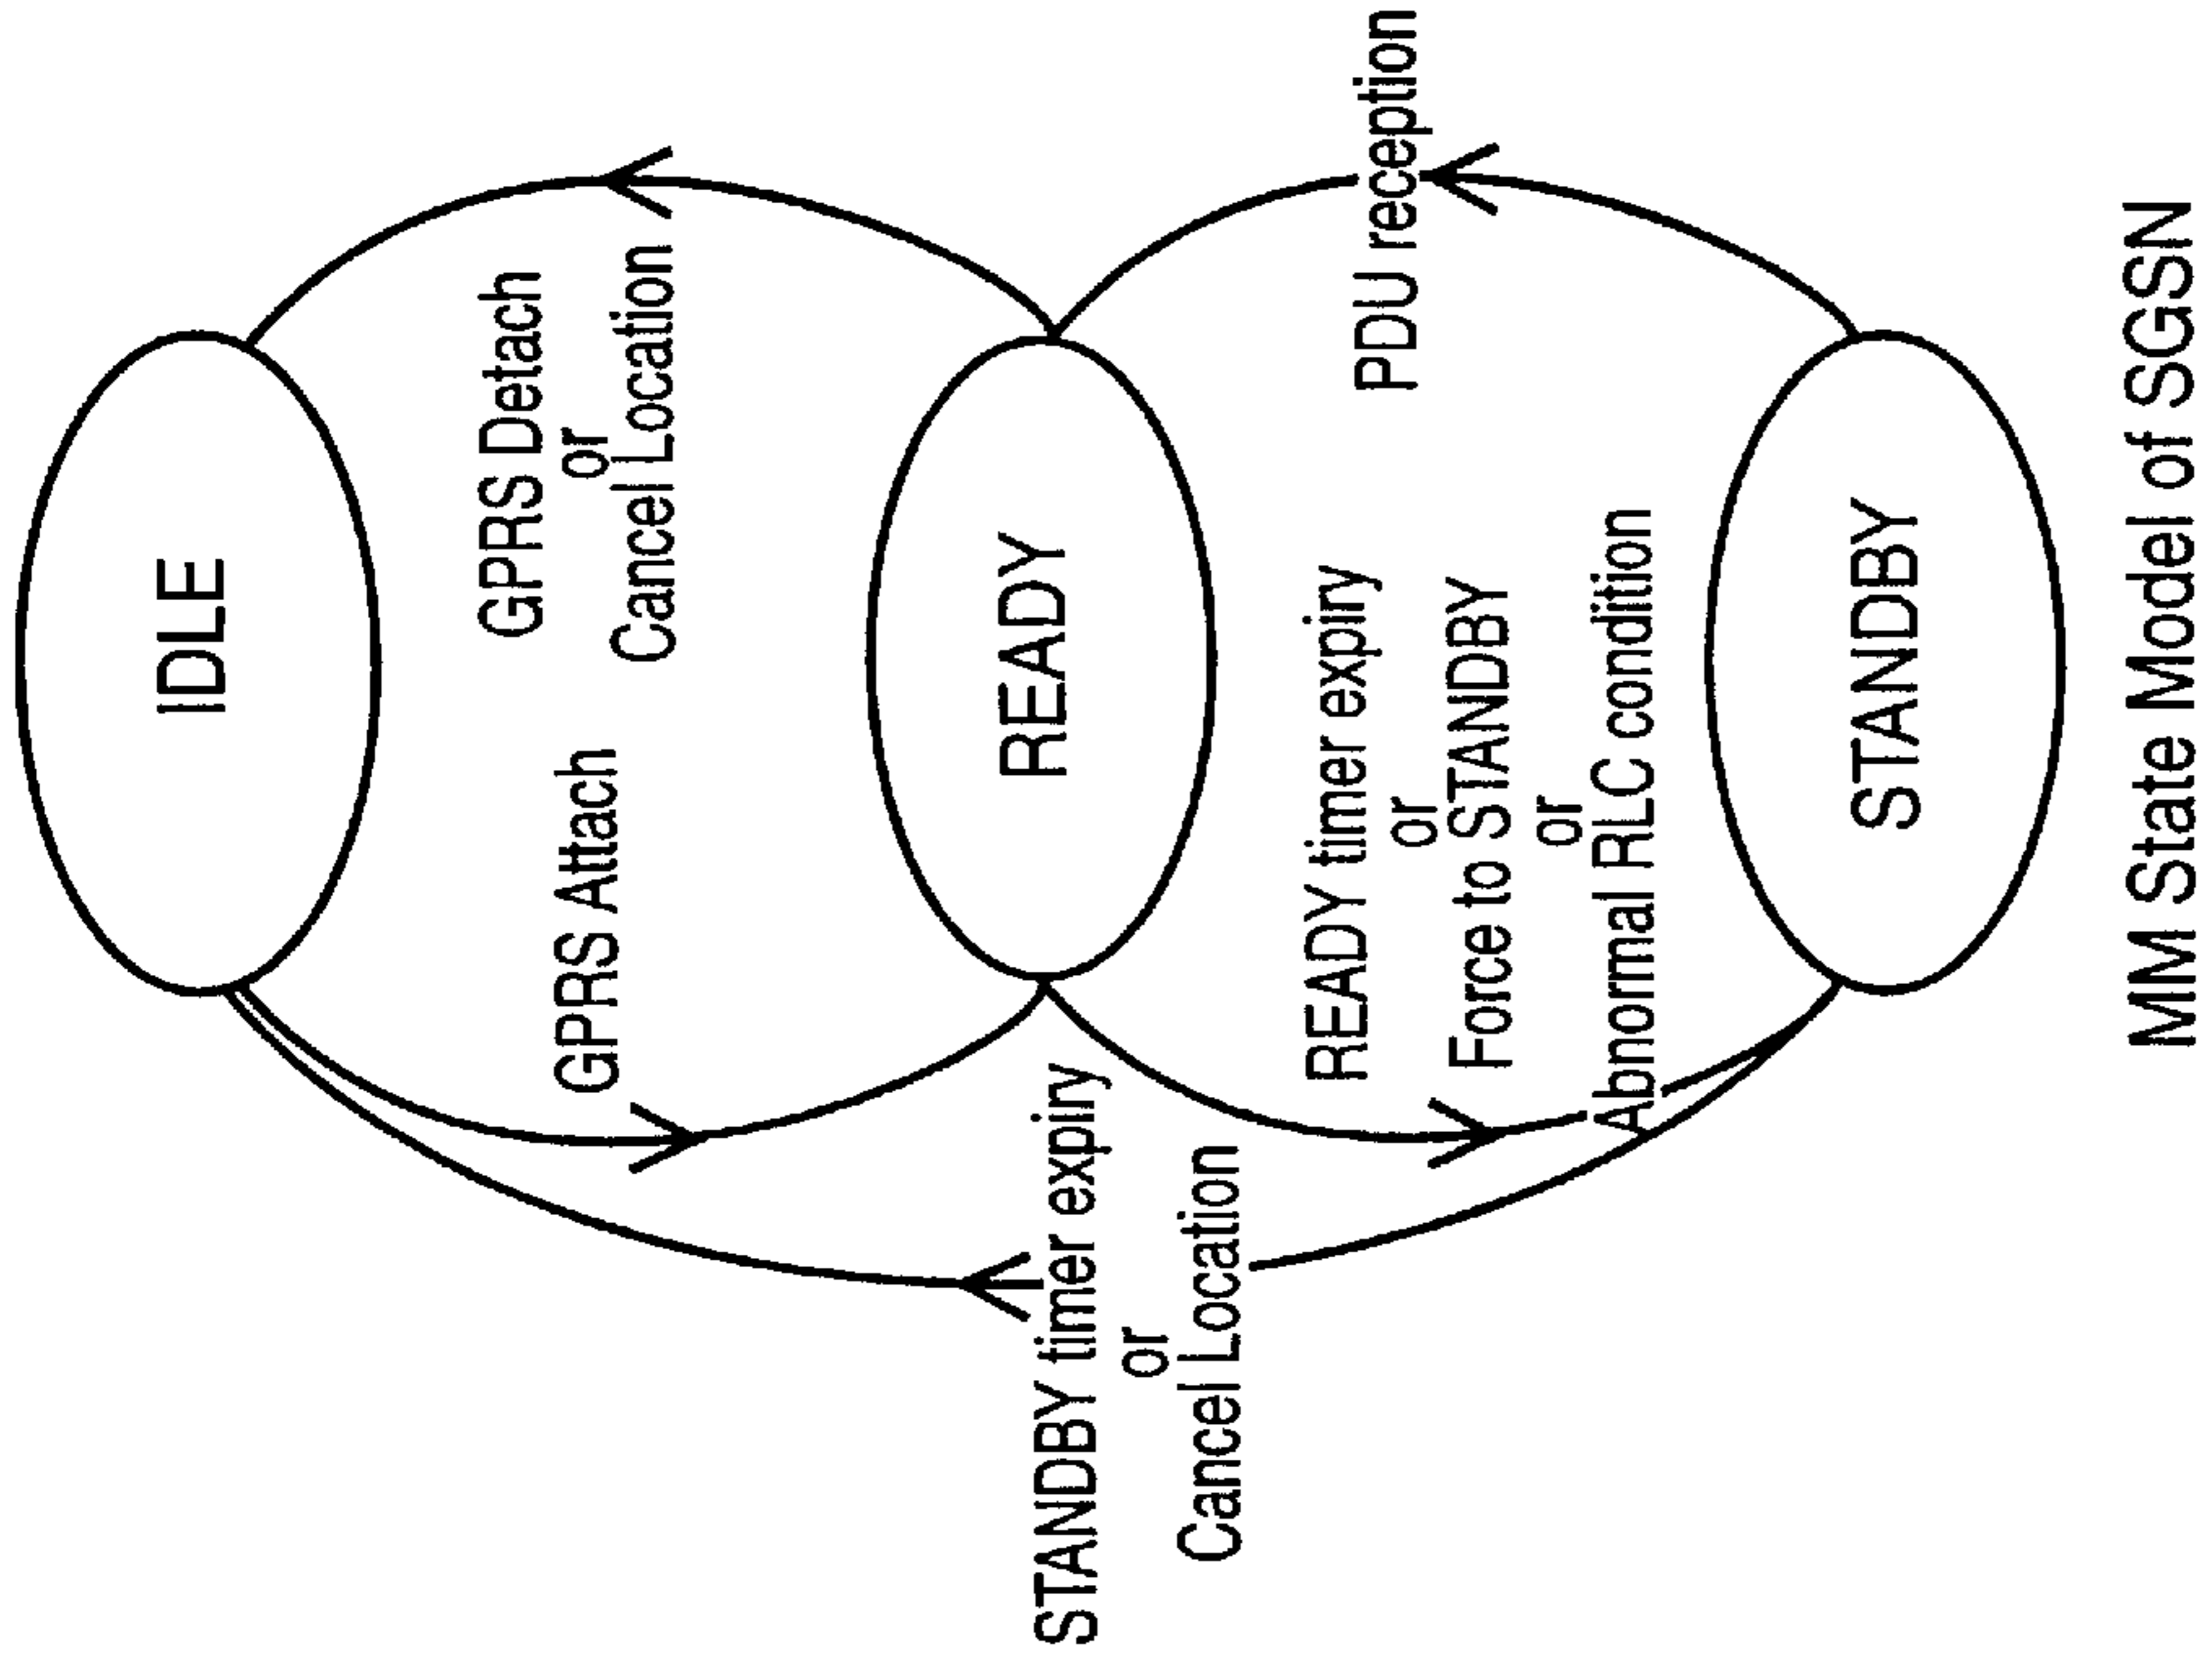 IDLE
GPRS Attach
GPRS Detach
or
Cancel Location
READY
STANDBY timer expiry
or
Cancel Location
READY timer expiry
or
Force to STANDBY
or
Abnormal RLC condition
PDU reception
STANDBY
MM State Model of SGSN